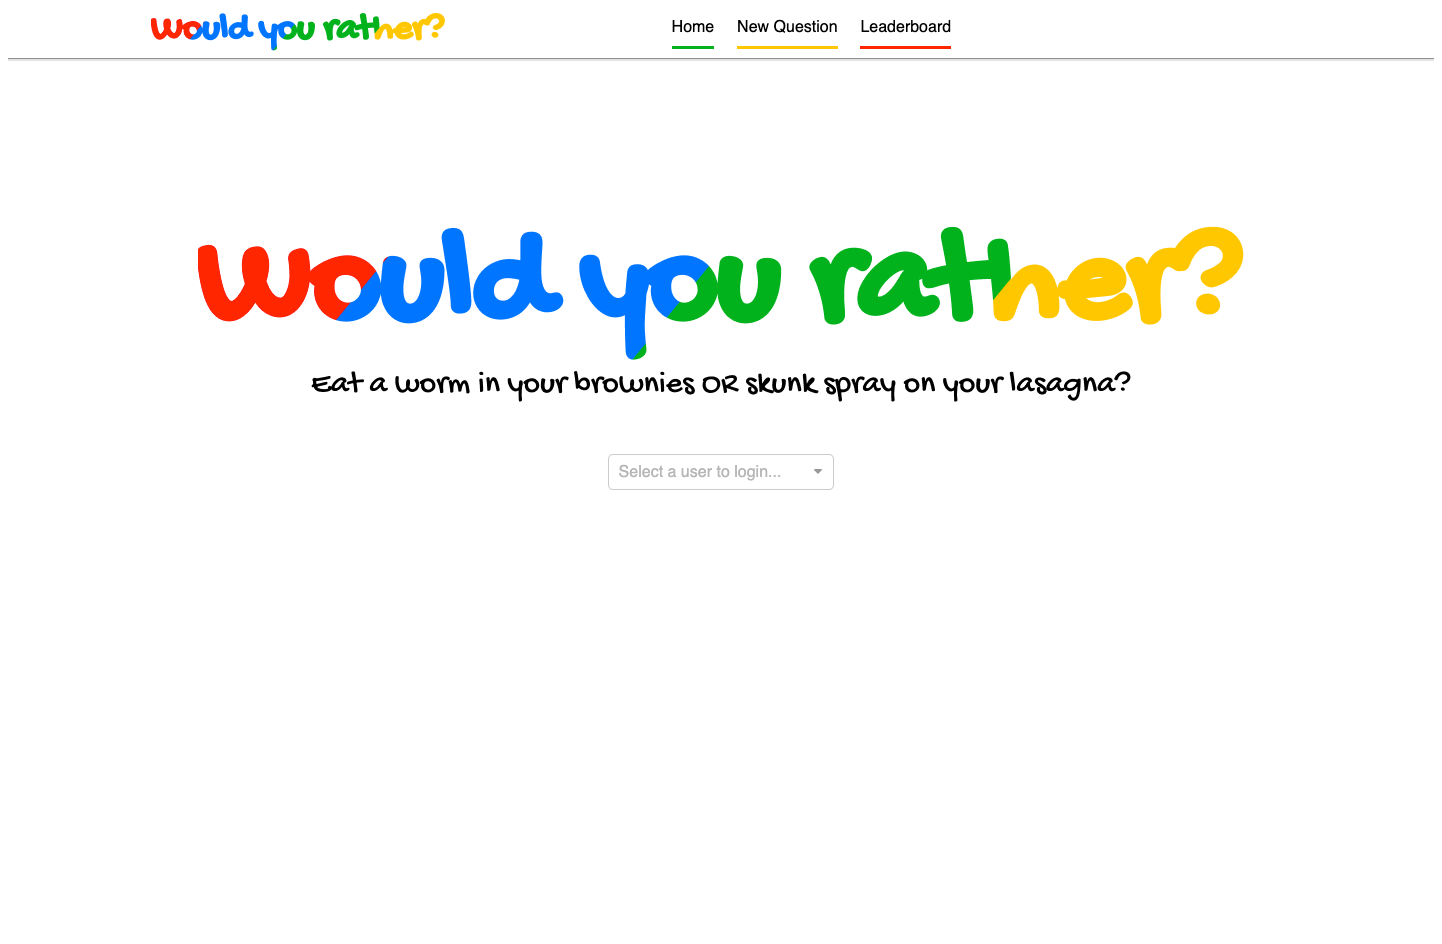 would you rather?
Home New Question Leaderboard
would you rather?
Eat a worm in your brownies OR skunk spray on your lasagna?
Select a user to login...